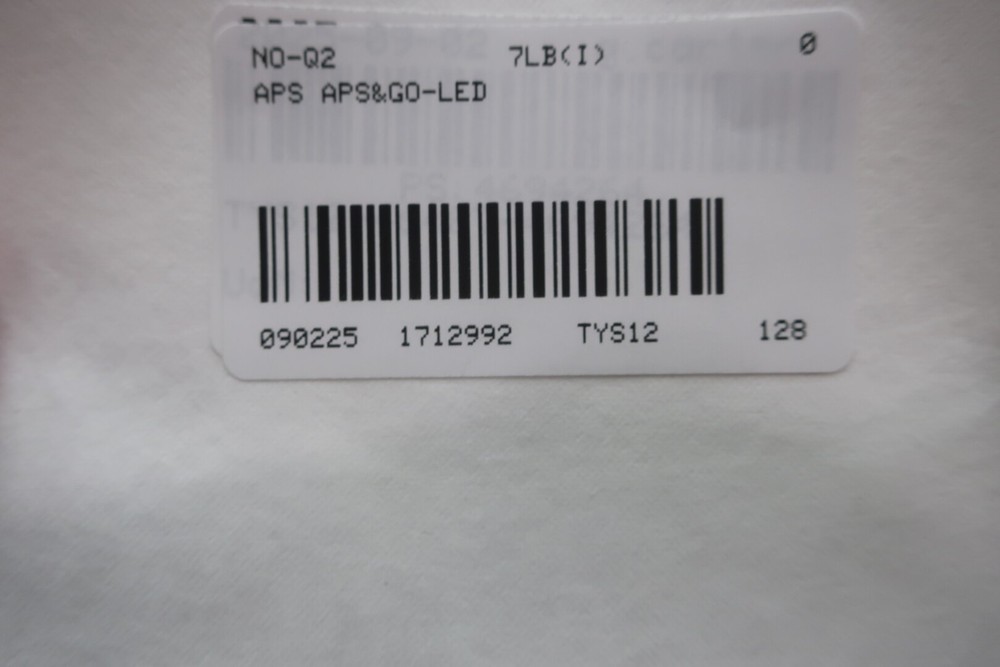 NO-Q2 7LB(I) 0
APS APS&GO-LED
090225 1712992 TYS12 128